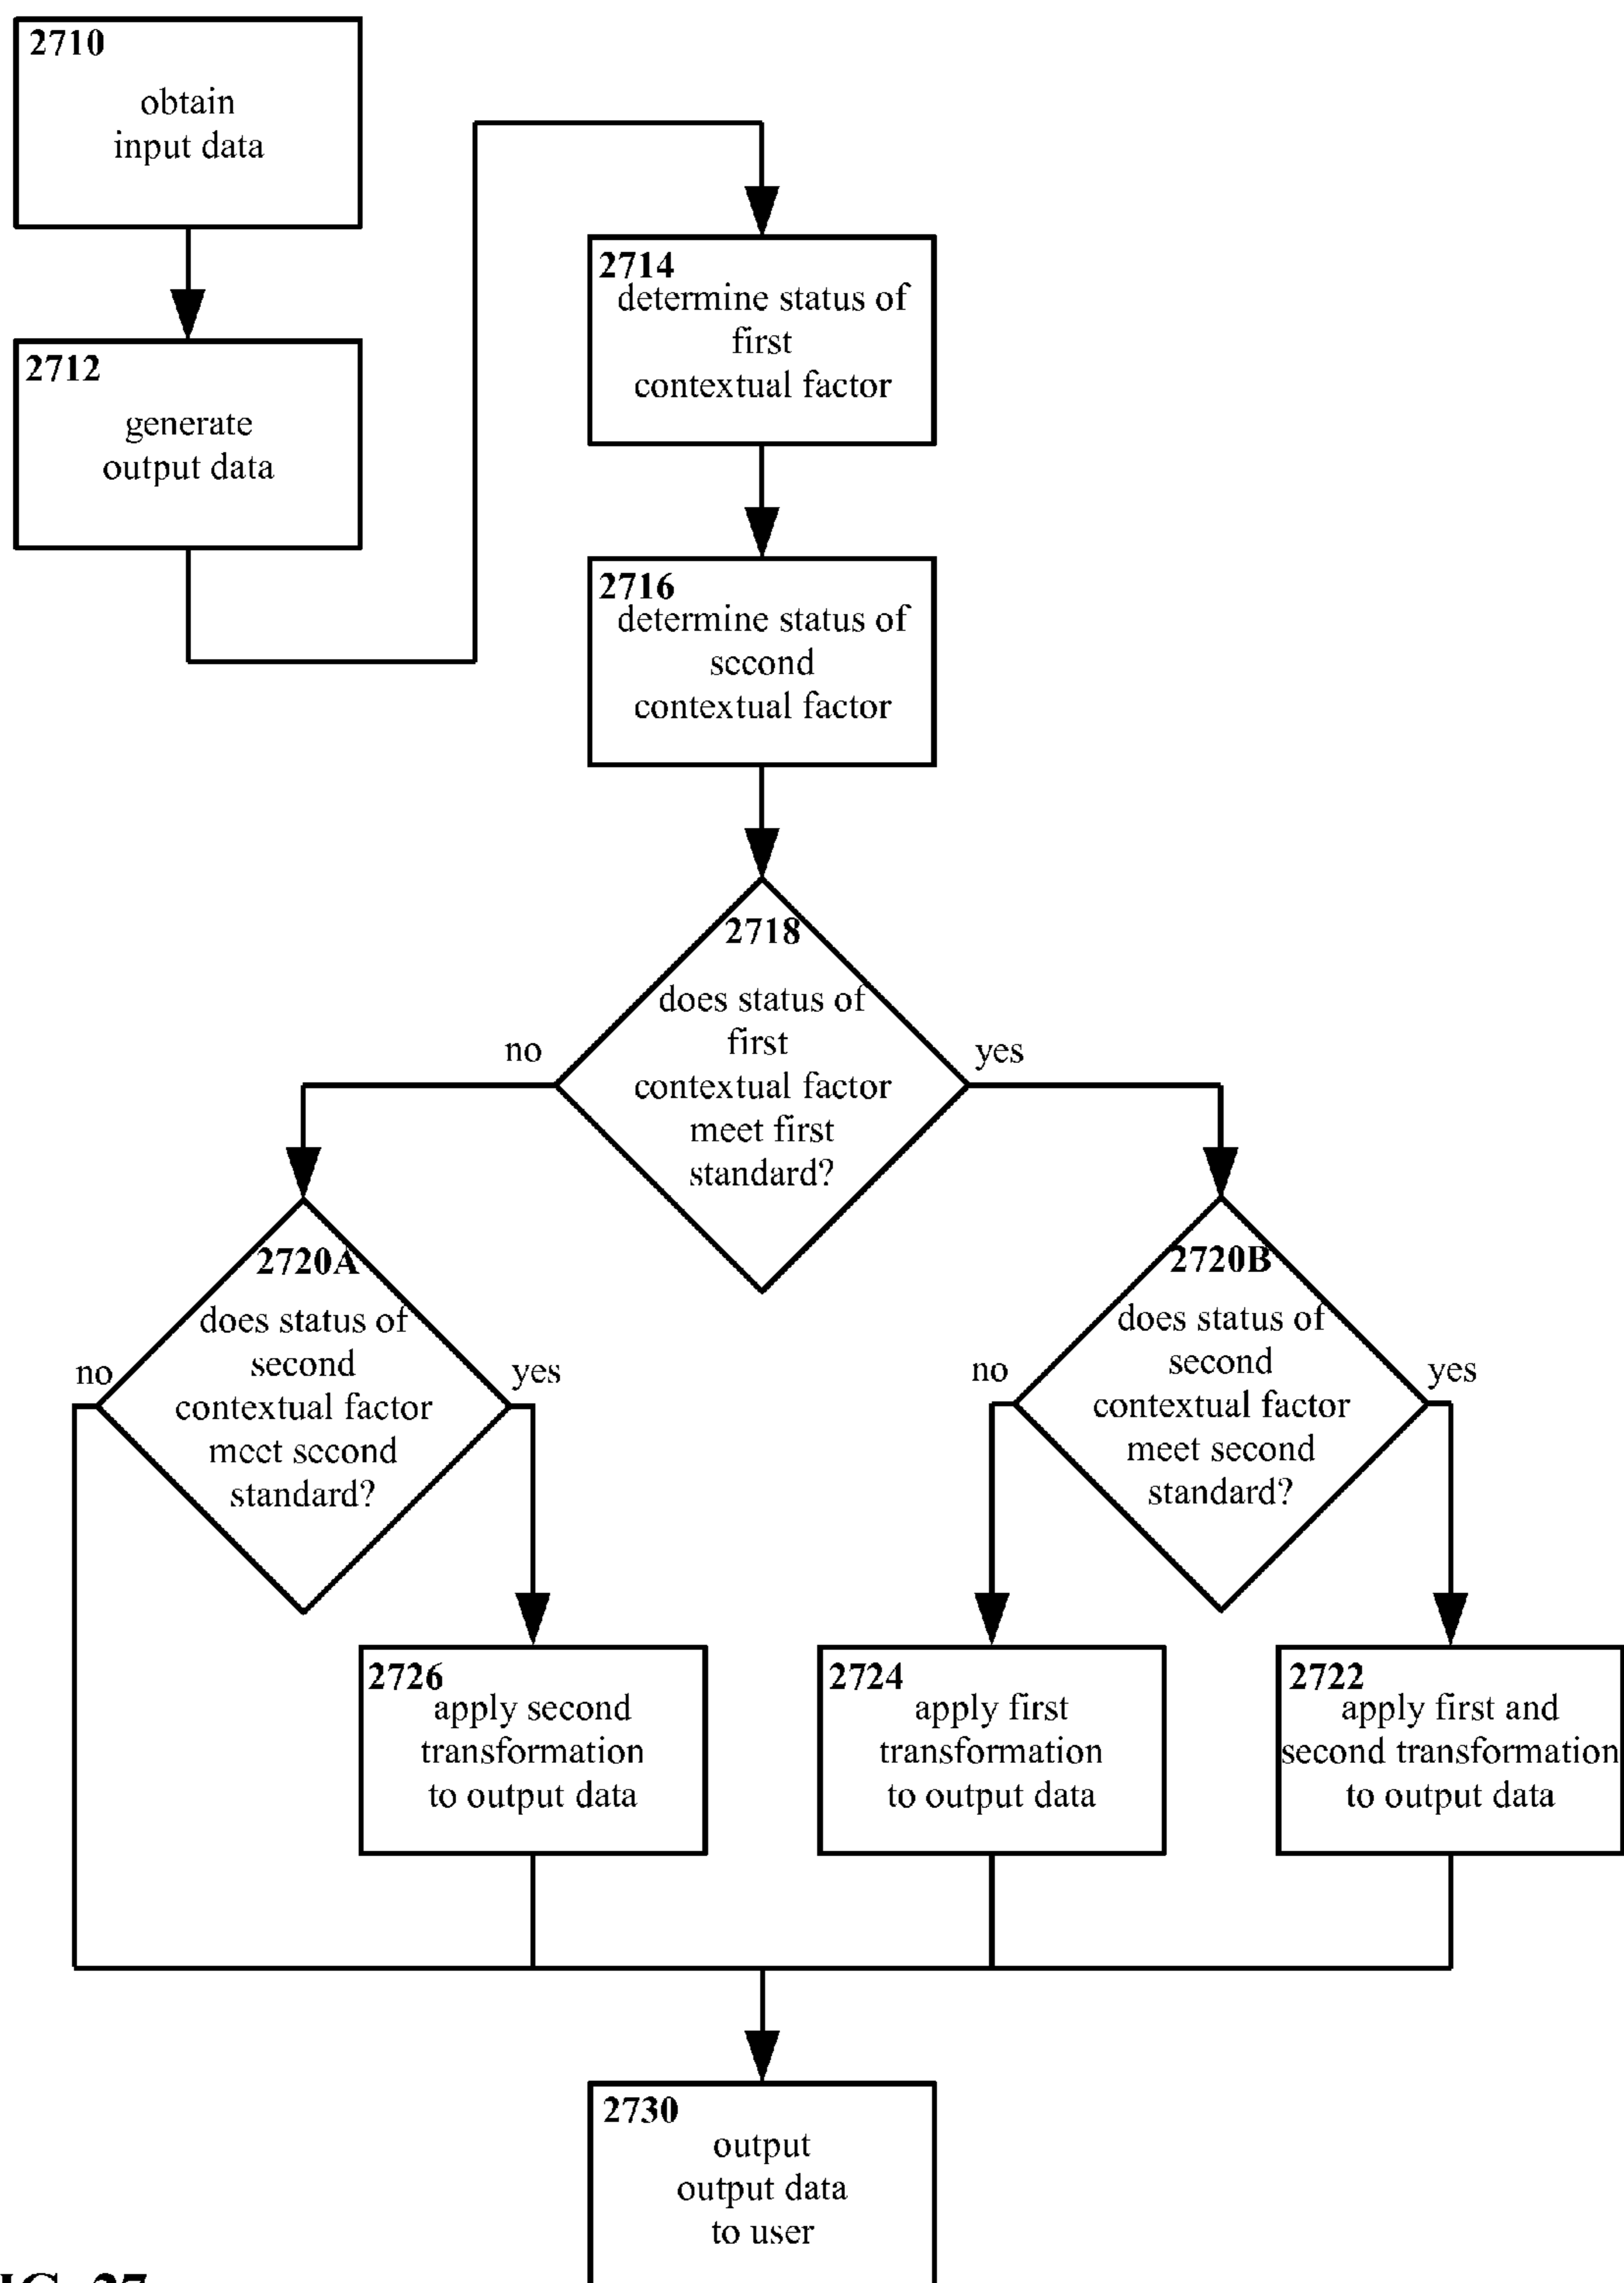 2710
obtain
input data
2712
generate
output data
2714
determine status of
first
contextual factor
2716
determine status of
second
contextual factor
2718
does status of
first
contextual factor
meet first
standard?
no
yes
2720A
does status of
second
contextual factor
meet second
standard?
no
yes
2720B
does status of
second
contextual factor
meet second
standard?
no
yes
2726
apply second
transformation
to output data
2724
apply first
transformation
to output data
2722
apply first and
second transformation
to output data
2730
output
output data
to user